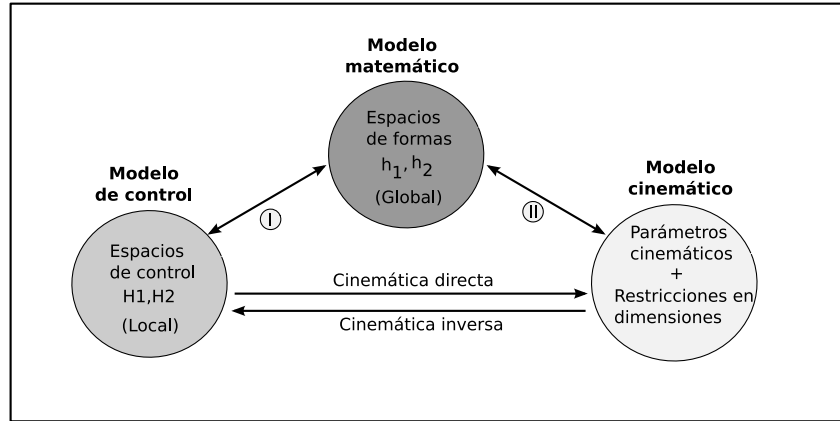 Modelo
matemático
Espacios
de formas
h1, h2
(Global)
Modelo
de control
Espacios
de control
H1,H2
(Local)
Modelo
cinemático
Parámetros
cinemáticos
+
Restricciones en
dimensiones
I
II
Cinemática directa
Cinemática inversa